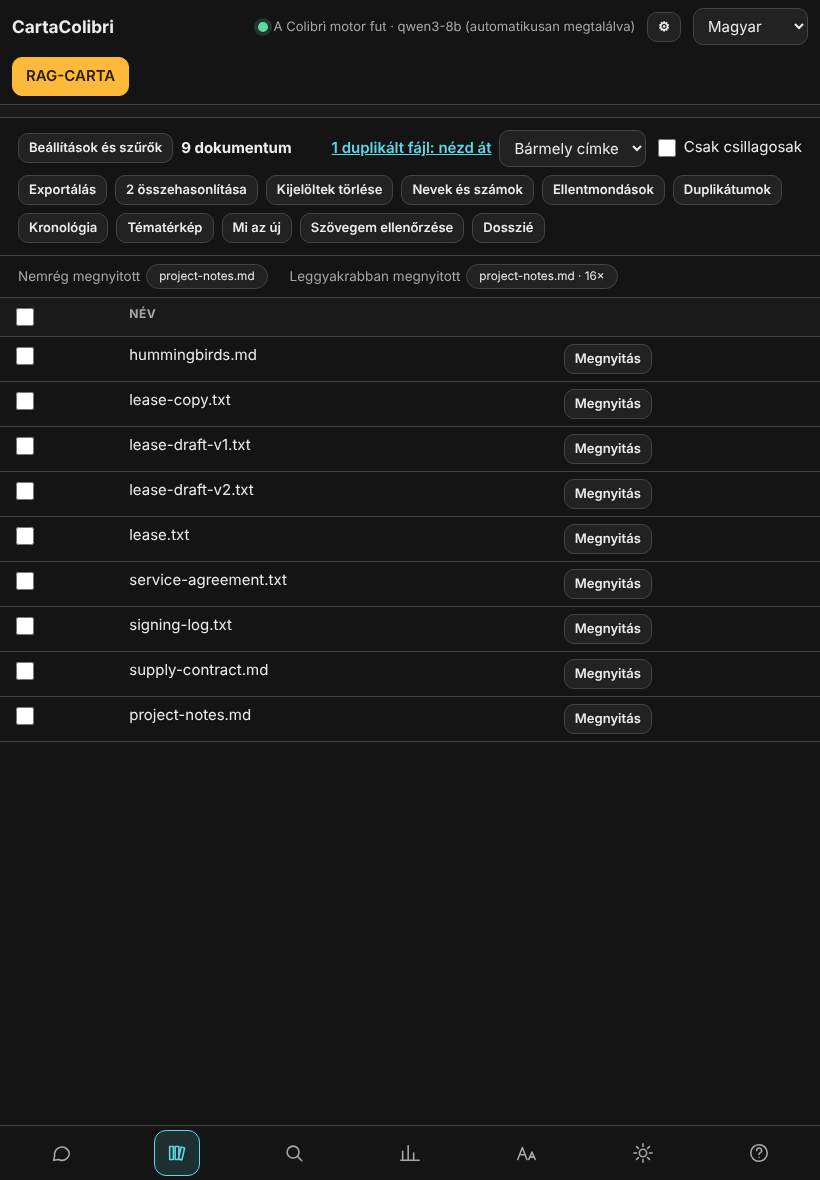 CartaColibri
A Colibrì motor fut · qwen3-8b (automatikusan megtalálva)
Magyar
RAG-CARTA
Beállítások és szűrők
9 dokumentum
1 duplikált fájl: nézd át
Bármely címke
Csak csillagosak
Exportálás
2 összehasonlítása
Kijelöltek törlése
Nevek és számok
Ellentmondások
Duplikátumok
Kronológia
Tématérkép
Mi az új
Szövegem ellenőrzése
Dosszié
Nemrég megnyitott
project-notes.md
Leggyakrabban megnyitott
project-notes.md · 16×
NÉV
hummingbirds.md
Megnyitás
lease-copy.txt
Megnyitás
lease-draft-v1.txt
Megnyitás
lease-draft-v2.txt
Megnyitás
lease.txt
Megnyitás
service-agreement.txt
Megnyitás
signing-log.txt
Megnyitás
supply-contract.md
Megnyitás
project-notes.md
Megnyitás